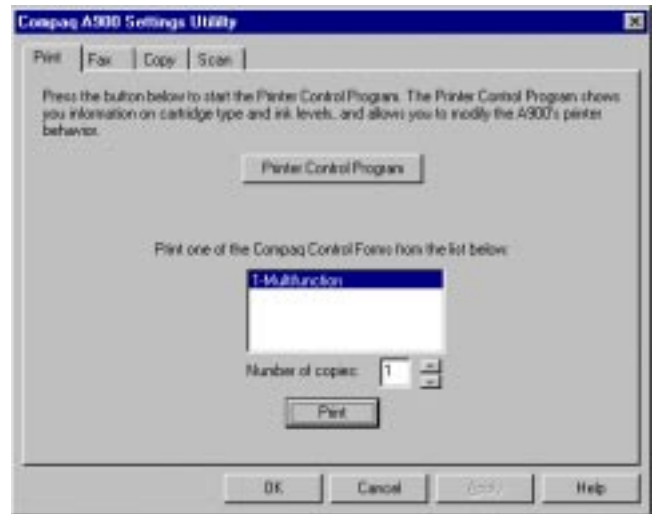 Compaq A900 Settings Utility
Print Fax Copy Scan
Press the button below to start the Printer Control Program. The Printer Control Program shows
you information on cartridge type and ink levels, and allows you to modify the A900's printer
behavior.
Printer Control Program
Print one of the Compaq Control Forms from the list below:
1-Multifunction
Number of copies: 1
Print
OK Cancel Apply Help